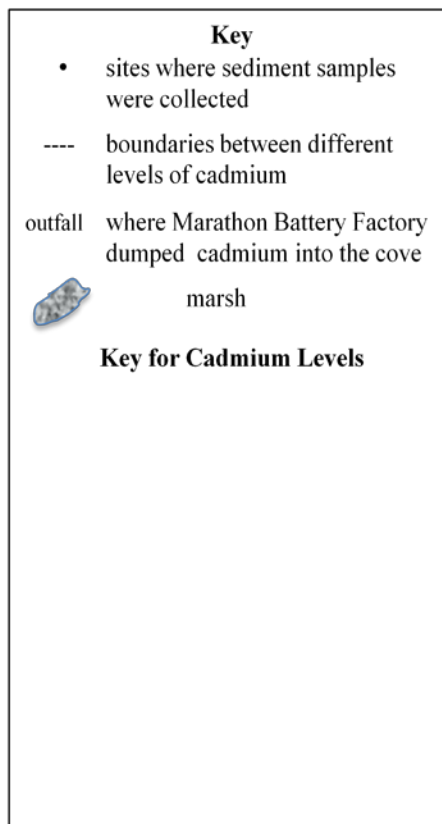 Key
• sites where sediment samples
were collected
---- boundaries between different
levels of cadmium
outfall where Marathon Battery Factory
dumped cadmium into the cove
marsh
Key for Cadmium Levels